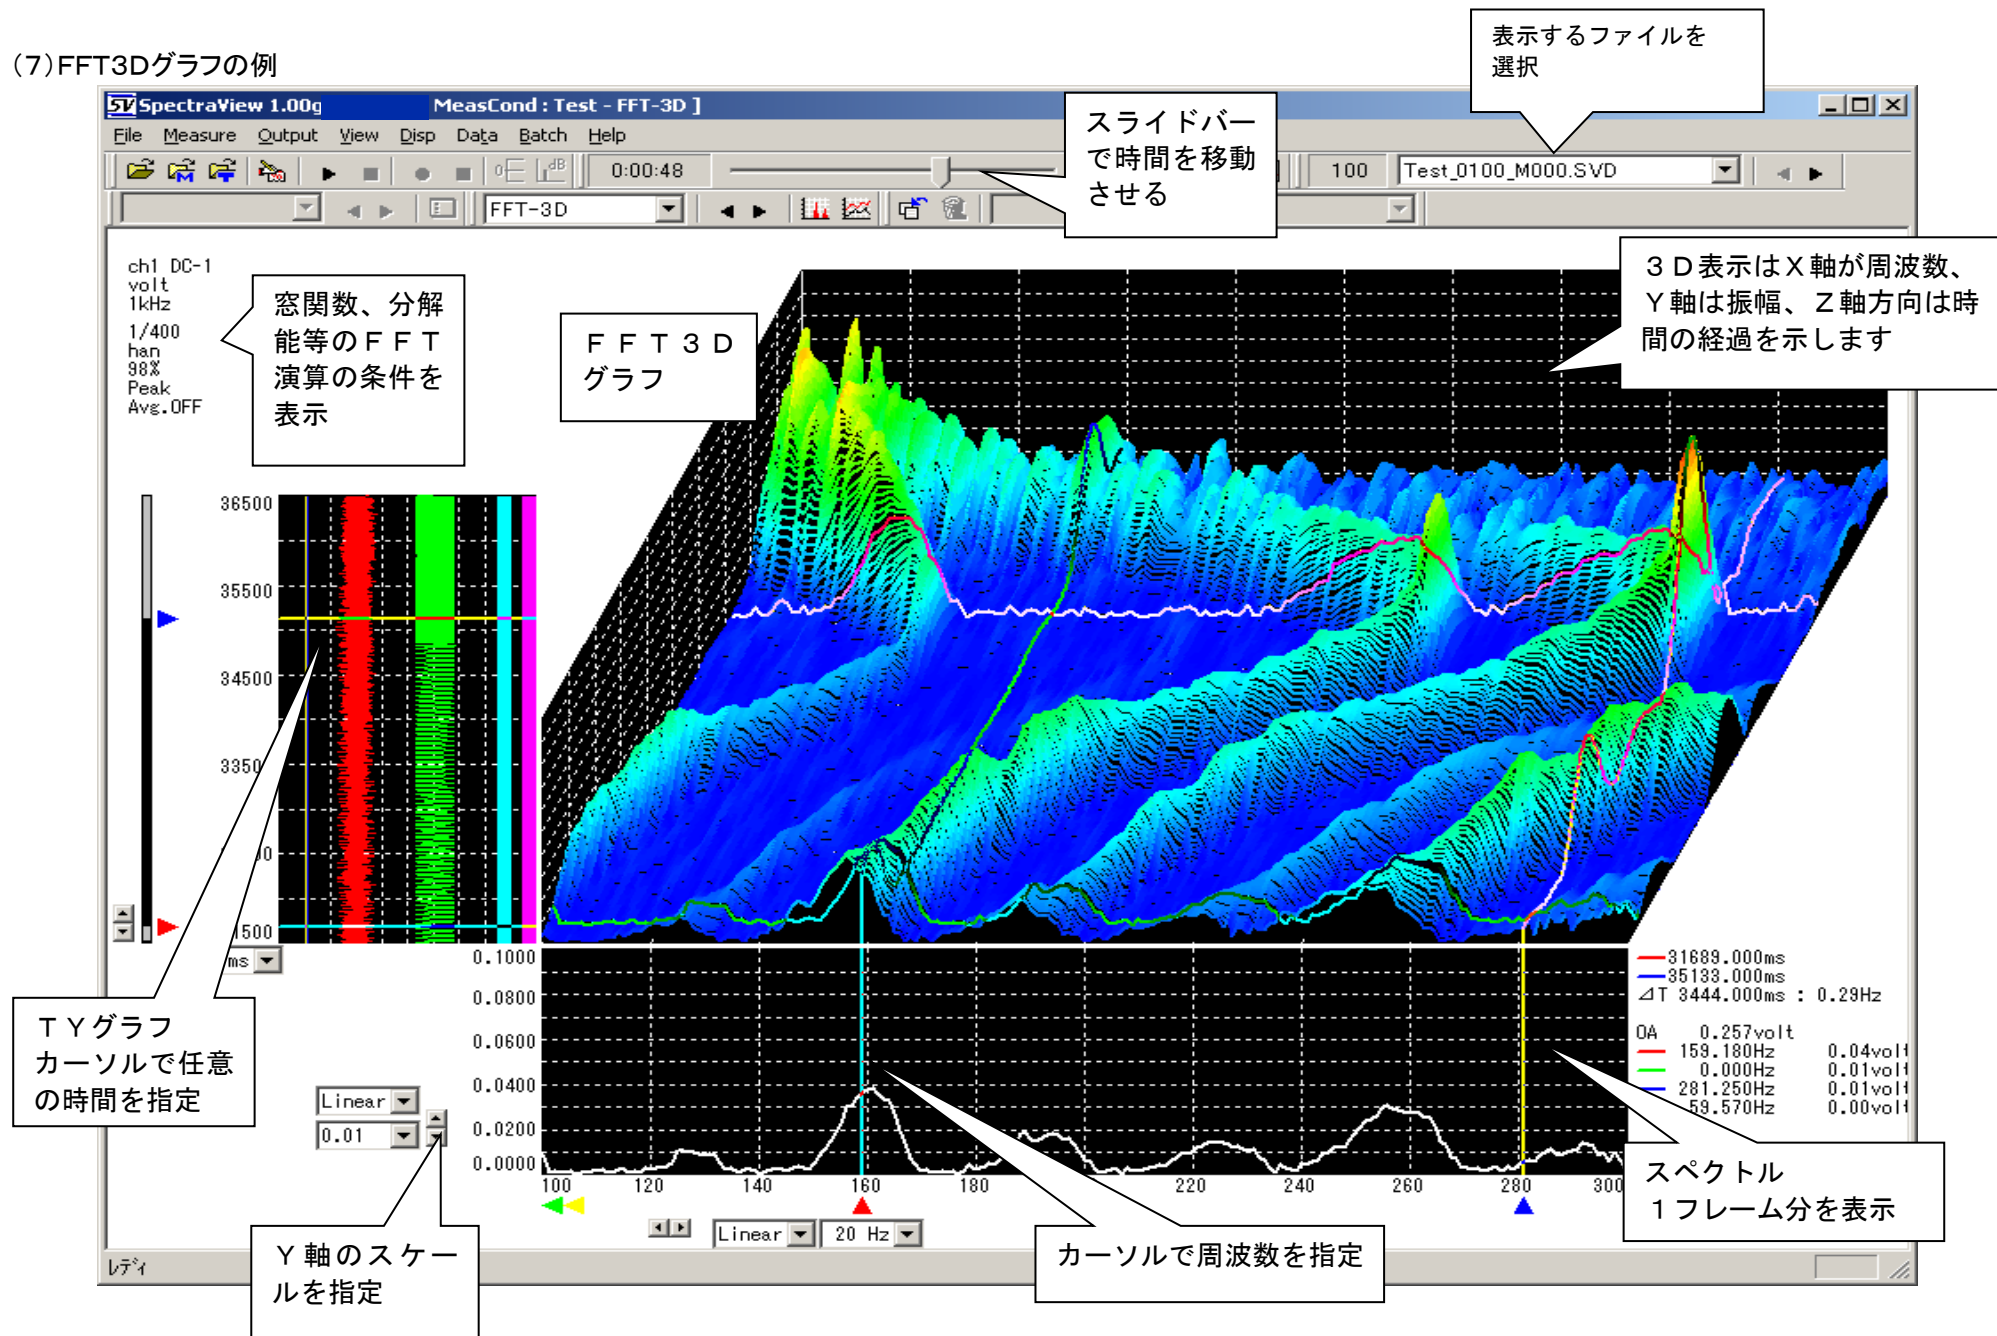 （７）FFT3Dグラフの例
表示するファイルを
選択
SV SpectraView 1.00g MeasCond : Test - FFT-3D ]
File Measure Output View Disp Data Batch Help
0:00:48
100 Test_0100_M000.SVD
FFT-3D
スライドバー
で時間を移動
させる
ch1 DC-1
volt
1kHz
1/400
han
98%
Peak
Avg.OFF
窓関数、分解
能等のＦＦＴ
演算の条件を
表示
ＦＦＴ３Ｄ
グラフ
３Ｄ表示はＸ軸が周波数、
Ｙ軸は振幅、Ｚ軸方向は時
間の経過を示します
36500
35500
34500
3350
0
1500
ms
ＴＹグラフ
カーソルで任意
の時間を指定
0.1000
0.0800
0.0600
0.0400
0.0200
0.0000
100 120 140 160 180 220 240 260 280 300
Linear
0.01
Linear 20 Hz
31689.000ms
35133.000ms
⊿T 3444.000ms : 0.29Hz
OA 0.257volt
159.180Hz 0.04volt
0.000Hz 0.01volt
281.250Hz 0.01volt
59.570Hz 0.00volt
スペクトル
１フレーム分を表示
カーソルで周波数を指定
Ｙ軸のスケー
ルを指定
ﾚﾃﾞｨ